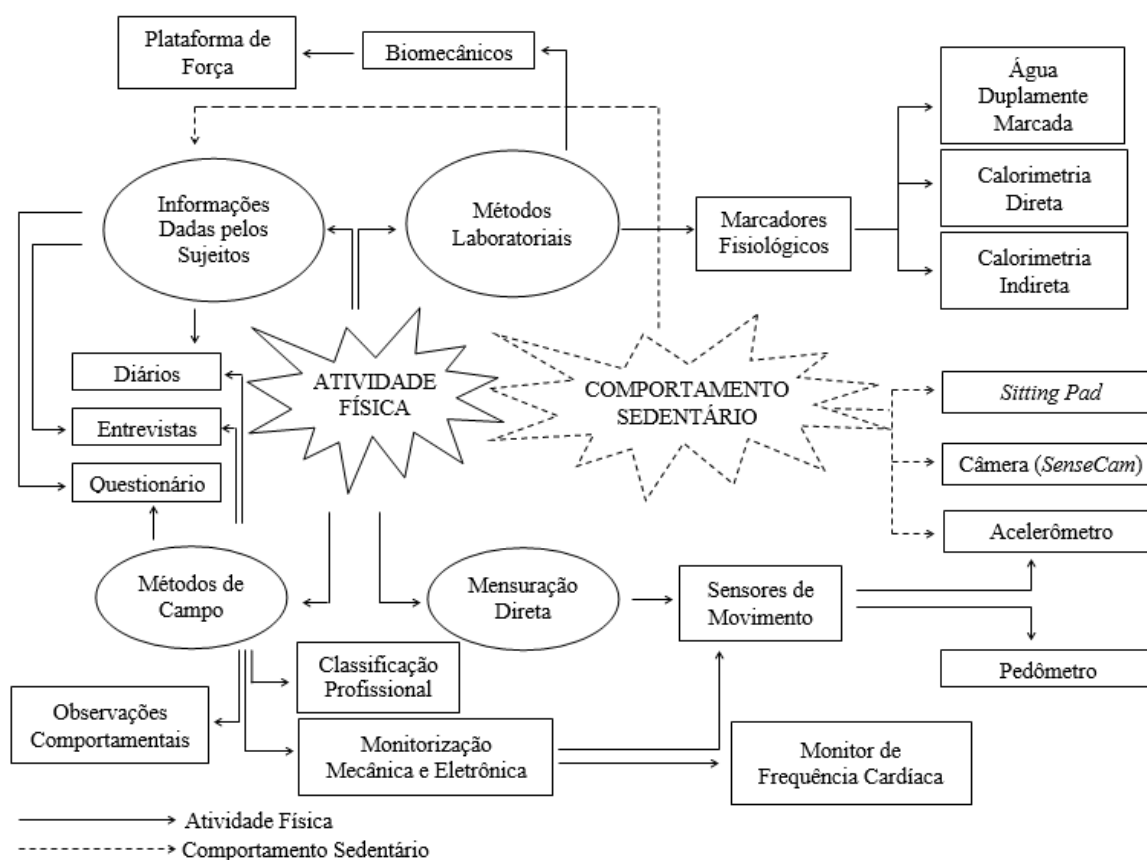 Plataforma de
Força
Biomecânicos
Água
Duplamente
Marcada
Informações
Dadas pelos
Sujeitos
Métodos
Laboratoriais
Marcadores
Fisiológicos
Calorimetria
Direta
Calorimetria
Indireta
Diários
Entrevistas
Questionário
ATIVIDADE
FÍSICA
COMPORTAMENTO
SEDENTÁRIO
Sitting Pad
Câmera (SenseCam)
Acelerômetro
Métodos de
Campo
Mensuração
Direta
Sensores de
Movimento
Pedômetro
Classificação
Profissional
Observações
Comportamentais
Monitorização
Mecânica e Eletrônica
Monitor de
Frequência Cardíaca
Atividade Física
Comportamento Sedentário